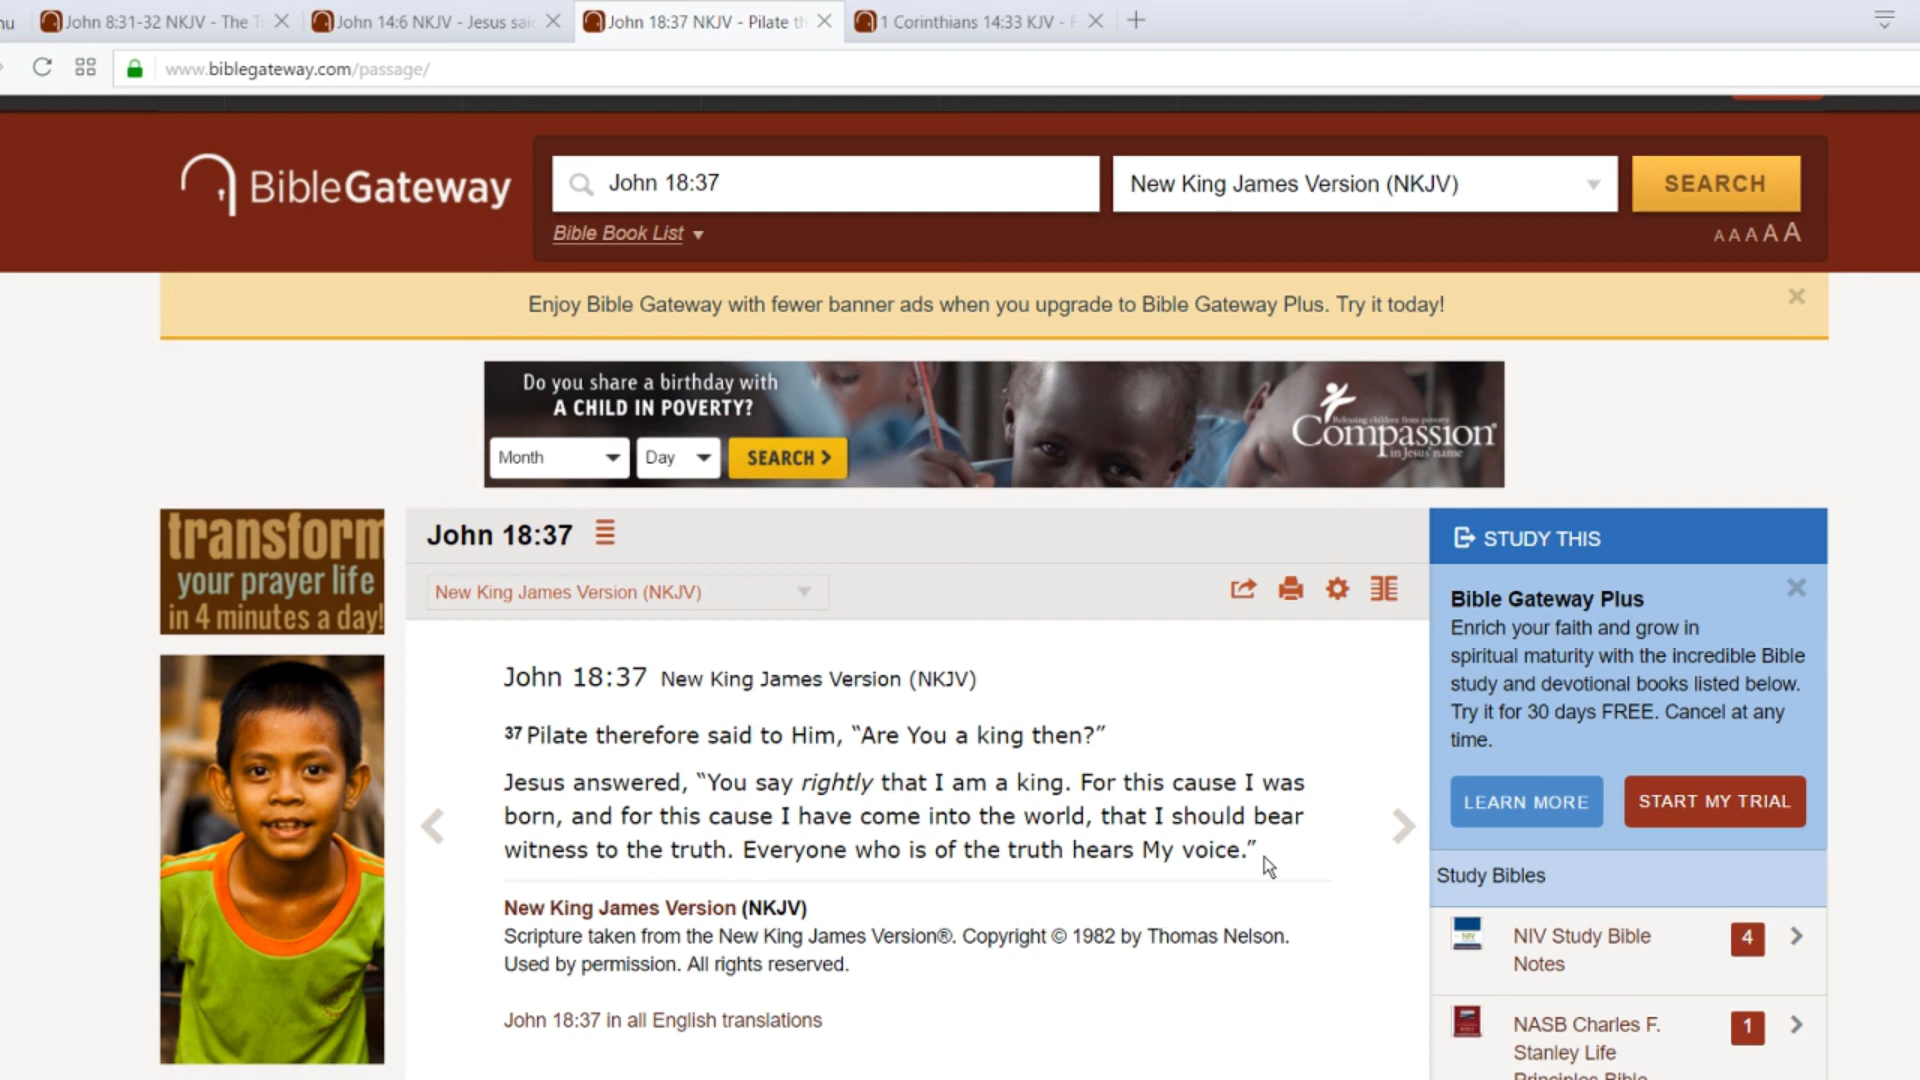 nu
John 8:31-32 NKJV - The T
John 14:6 NKJV - Jesus said
John 18:37 NKJV - Pilate th
1 Corinthians 14:33 KJV - F
www.biblegateway.com/passage/
BibleGateway
John 18:37
New King James Version (NKJV)
SEARCH
Bible Book List
A A A A A
Enjoy Bible Gateway with fewer banner ads when you upgrade to Bible Gateway Plus. Try it today!
Do you share a birthday with
A CHILD IN POVERTY?
Month
Day
SEARCH >
Releasing children from poverty
Compassion®
in Jesus' name
transform
your prayer life
in 4 minutes a day!
John 18:37
New King James Version (NKJV)
John 18:37 New King James Version (NKJV)
37 Pilate therefore said to Him, “Are You a king then?”
Jesus answered, “You say rightly that I am a king. For this cause I was
born, and for this cause I have come into the world, that I should bear
witness to the truth. Everyone who is of the truth hears My voice.”
New King James Version (NKJV)
Scripture taken from the New King James Version®. Copyright © 1982 by Thomas Nelson.
Used by permission. All rights reserved.
John 18:37 in all English translations
STUDY THIS
Bible Gateway Plus
Enrich your faith and grow in
spiritual maturity with the incredible Bible
study and devotional books listed below.
Try it for 30 days FREE. Cancel at any
time.
LEARN MORE
START MY TRIAL
Study Bibles
NIV
NIV Study Bible
Notes
4
NASB Charles F.
Stanley Life
Principles Bible
1